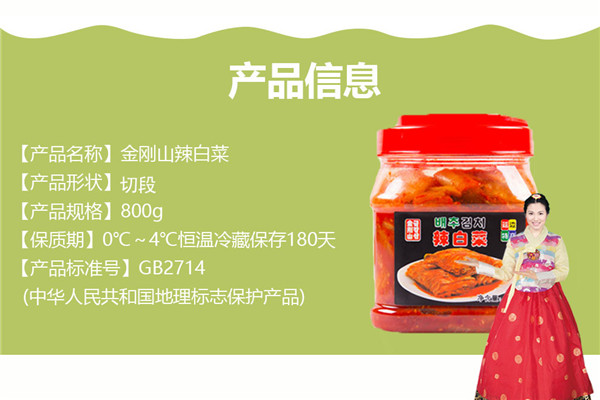 产品信息
【产品名称】金刚山辣白菜
【产品形状】切段
【产品规格】800g
【保质期】0℃~4℃恒温冷藏保存180天
【产品标准号】GB2714
(中华人民共和国地理标志保护产品)
배추김치
辣白菜